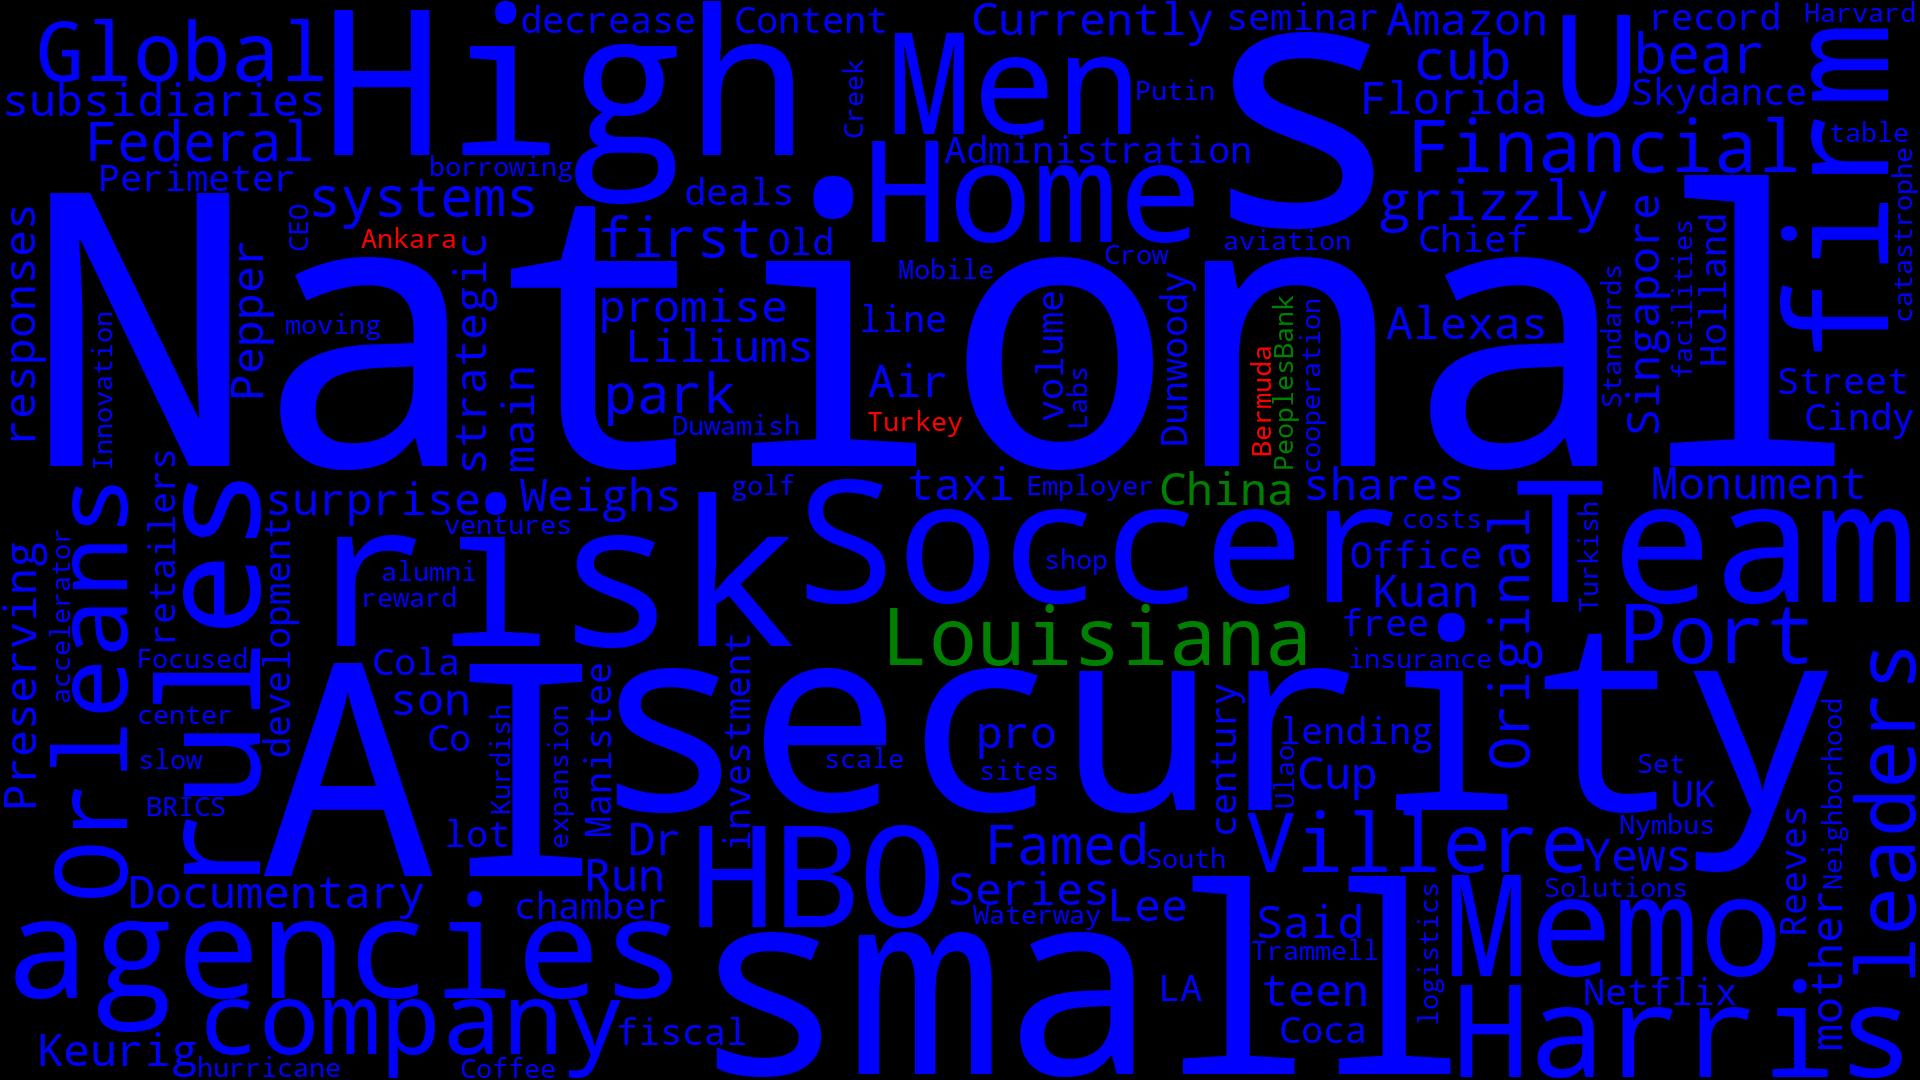 Global
High
decrease
Content
Currently
seminar
Amazon
record
Harvard
subsidiaries
Creek
Men
Putin
s
cub
U
bear
Florida
Skydance
firm
Federal
borrowing
Administration
Financial
table
Perimeter
systems
deals
Home
grizzly
catastrophe
responses
CEO
Ankara
first
Old
Crow
aviation
Chief
National
Innovation
Pepper
moving
strategic
main
promise
Liliums
park
Duwamish
Mobile
line
Air
Turkey
volume
Labs
Dunwoody
Bermuda
PeoplesBank
cooperation
Alexas
Standards
Singapore
facilities
Holland
Street
Cindy
orleans
retailers
rules
surprise
Weighs
ventures
golf
taxi
Employer
China
shares
Monument
Preserving
accelerator
development
risk
alumni
reward
Soccer
shop
costs
Office
Kuan
Original
Turkish
Team
Louisiana
free
insurance
Port
Focused
center
slow
BRICS
AI
Cola
son
Co
lot
Kurdish
expansion
Manistee
investment
security
scale
pro
sites
century
Ulao
lending
Cup
Set
UK
Nymbus
Reeves
Neighborhood
leaders
Documentary
Dr
Run
chamber
HBO
Famed
South
Series
Waterway
Lee
Villere
Yews
Solutions
agencies
company
small
Said
Trammell
LA
teen
Coca
logistics
Memo
Netflix
mother
Keurig
hurricane
Coffee
fiscal
Harris